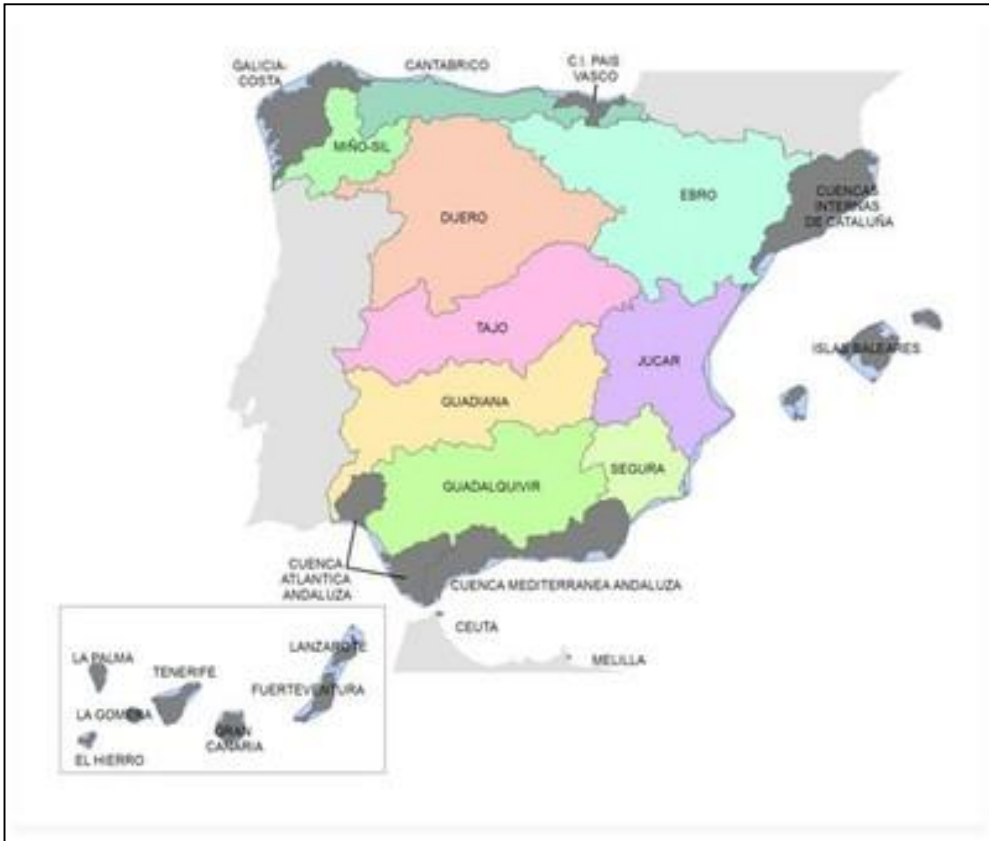 GALICIA-
COSTA
CANTABRICO
C.I. PAIS
VASCO
MIÑO-SIL
DUERO
EBRO
CUENCAS
INTERNAS
DE CATALUÑA
TAJO
JUCAR
ISLAS BALEARES
GUADIANA
SEGURA
GUADALQUIVIR
CUENCA
ATLANTICA
ANDALUZA
CUENCA MEDITERRANEA ANDALUZA
CEUTA
MELILLA
LA PALMA
TENERIFE
LANZAROTE
FUERTEVENTURA
LA GOMERA
GRAN
CANARIA
EL HIERRO